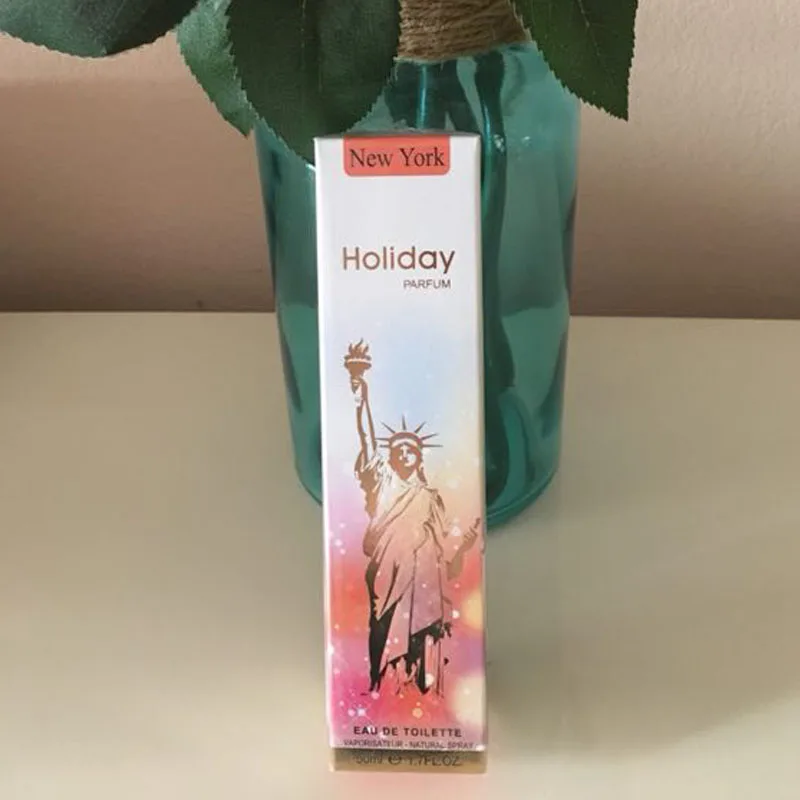 New York
Holiday
PARFUM
EAU DE TOILETTE
VAPORISATEUR - NATURAL SPRAY
50ml ℮ 1.7FL.OZ.